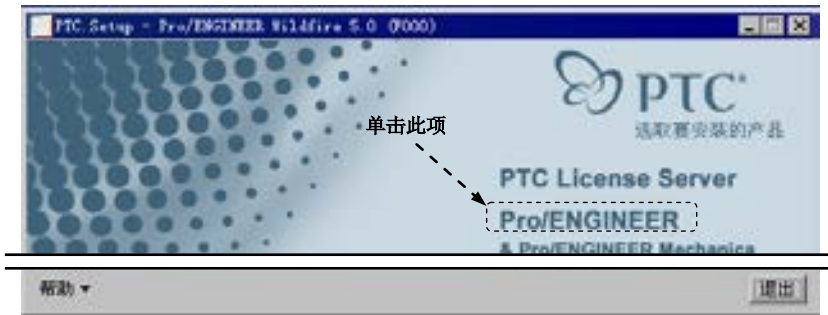 PTC.Setup - Pro/ENGINEER Wildfire 5.0 (F000)
PTC®
选取要安装的产品
单击此项
PTC License Server
Pro/ENGINEER
& Pro/ENGINEER Mechanica
帮助
退出